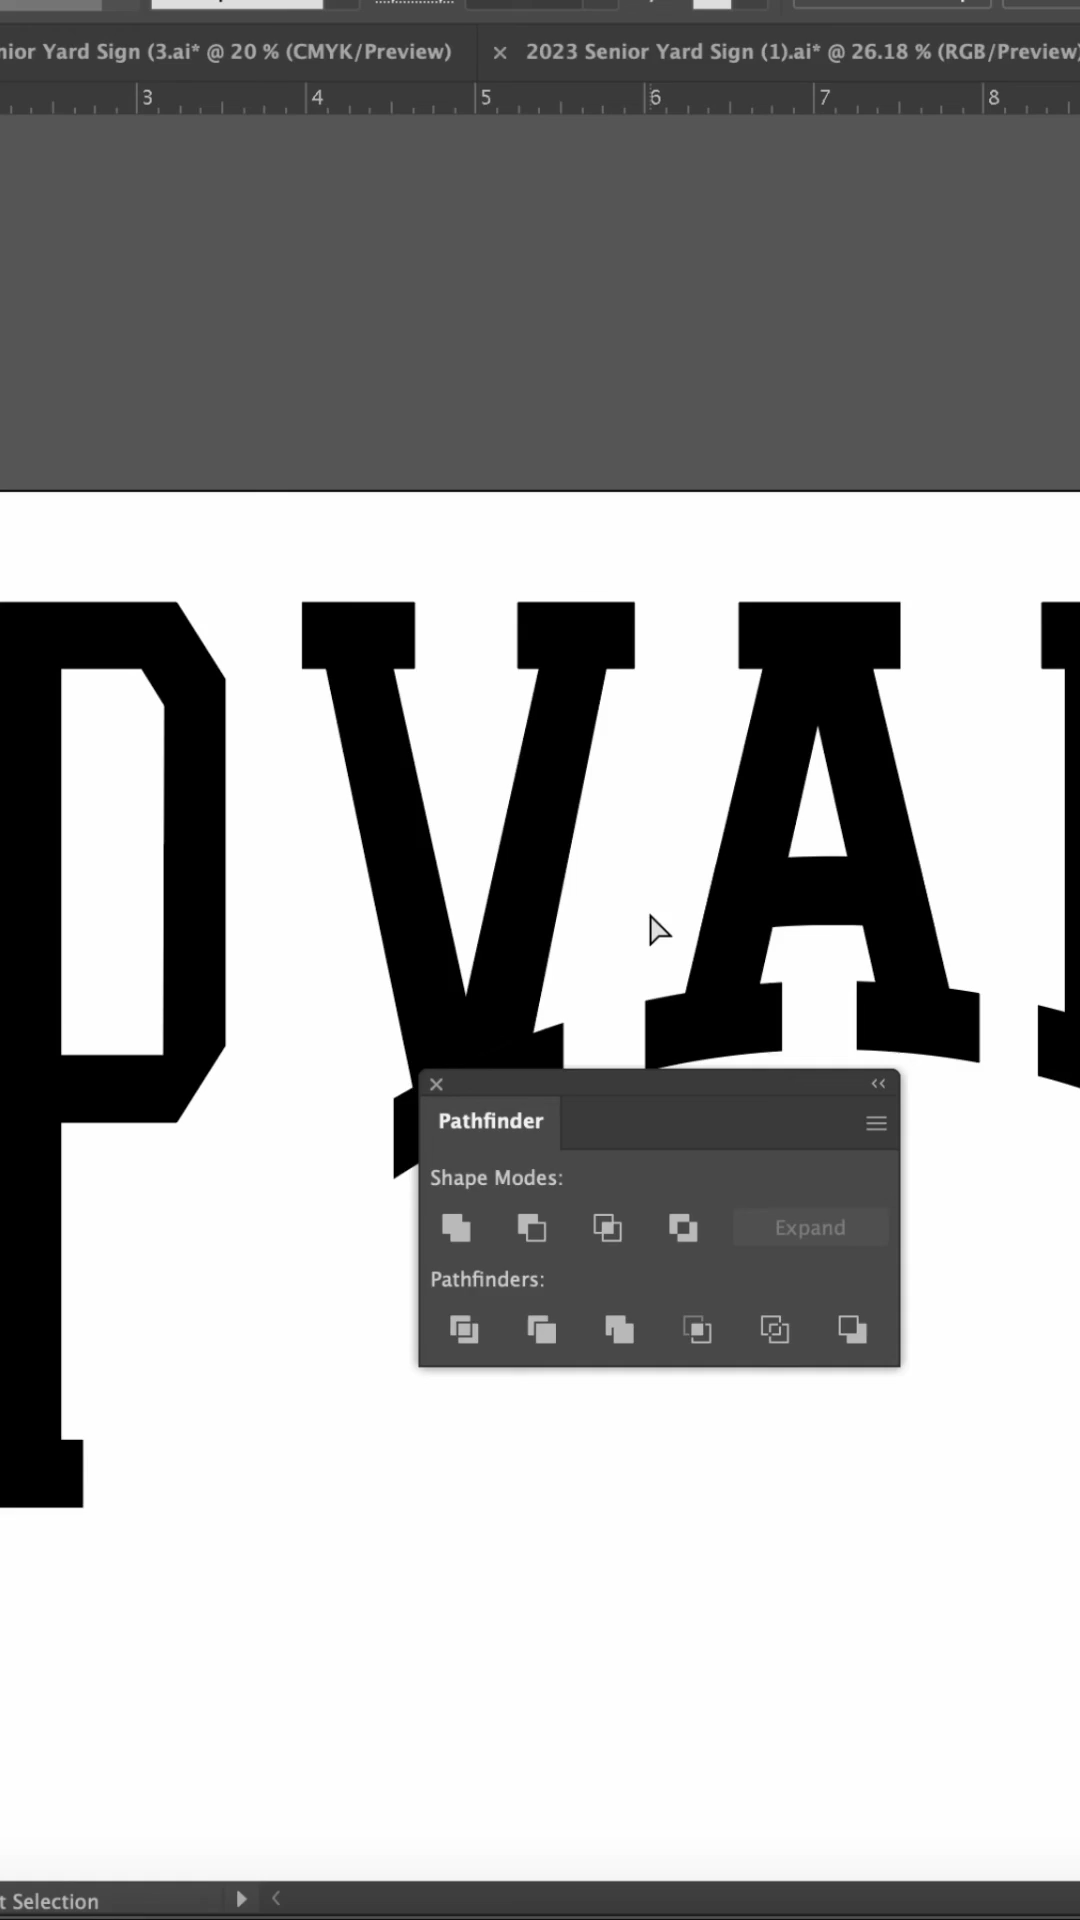 nior Yard Sign (3.ai* @ 20 % (CMYK/Preview)
× 2023 Senior Yard Sign (1).ai* @ 26.18 % (RGB/Preview)
3 4 5 6 7 8
PVA
Pathfinder
Shape Modes:
Expand
Pathfinders:
t Selection